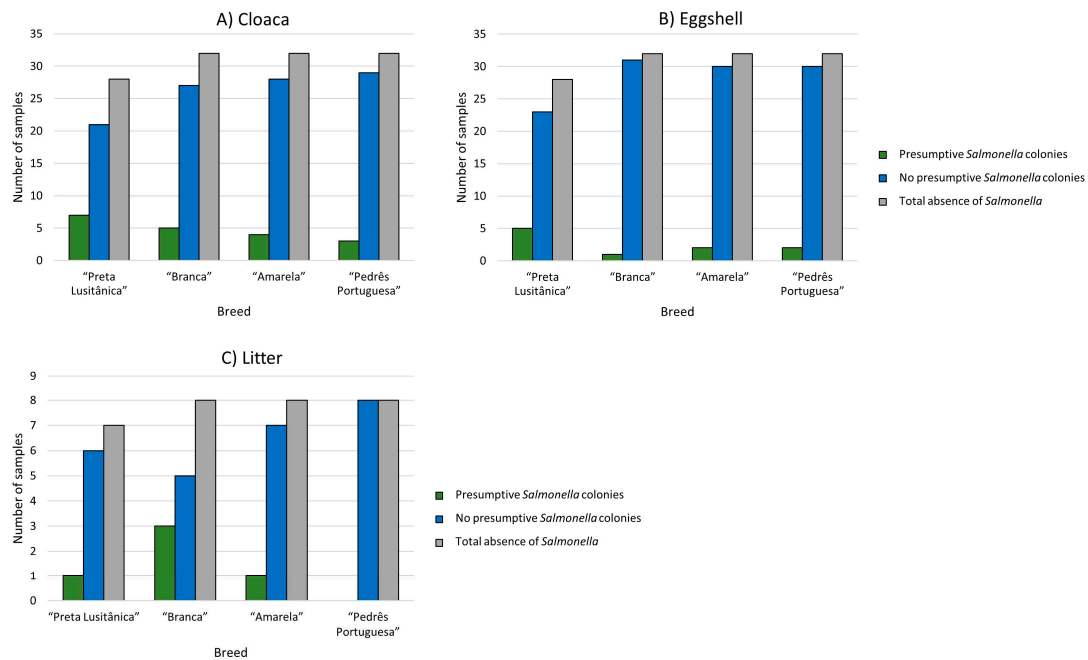 A) Cloaca
Number of samples
35
30
25
20
15
10
5
0
"Preta
Lusitânica"
"Branca"
"Amarela"
"Pedrês
Portuguesa"
Breed
B) Eggshell
Number of samples
35
30
25
20
15
10
5
0
"Preta
Lusitânica"
"Branca"
"Amarela"
"Pedrês
Portuguesa"
Breed
Presumptive Salmonella colonies
No presumptive Salmonella colonies
Total absence of Salmonella
C) Litter
Number of samples
9
8
7
6
5
4
3
2
1
0
"Preta Lusitânica"
"Branca"
"Amarela"
"Pedrês
Portuguesa"
Breed
Presumptive Salmonella colonies
No presumptive Salmonella colonies
Total absence of Salmonella